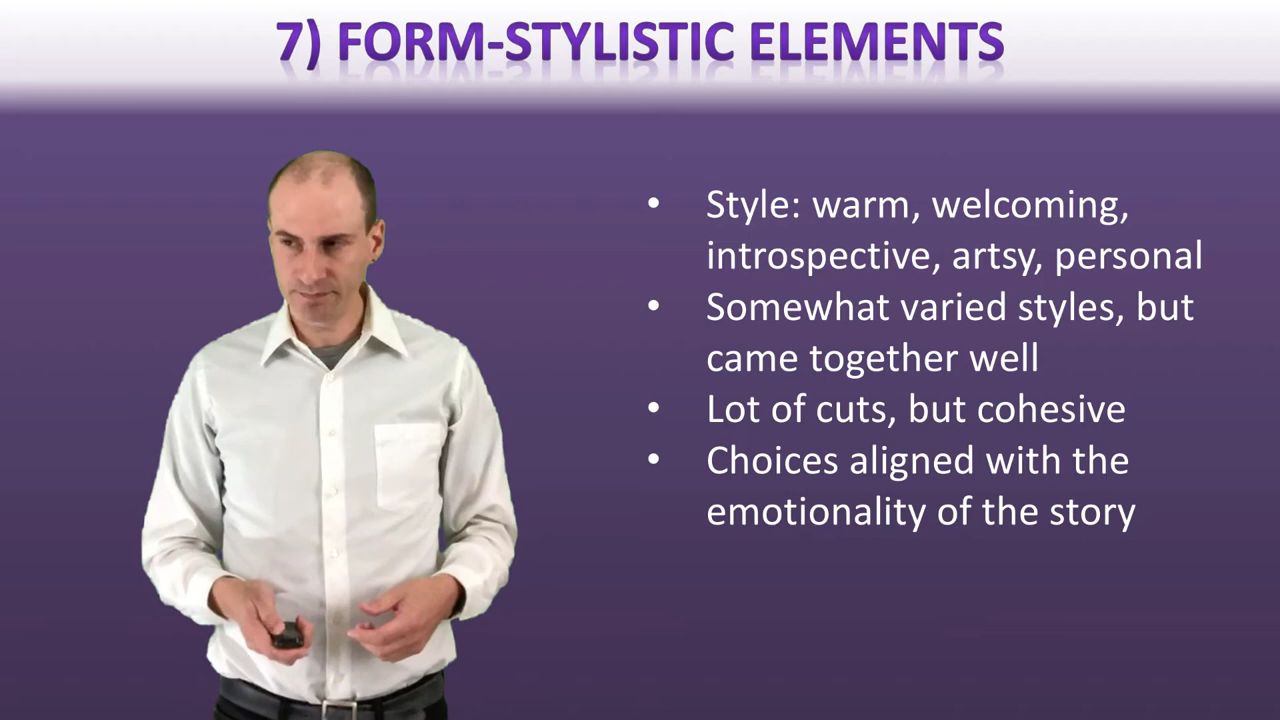 7) FORM-STYLISTIC ELEMENTS
• Style: warm, welcoming,
introspective, artsy, personal
• Somewhat varied styles, but
came together well
• Lot of cuts, but cohesive
• Choices aligned with the
emotionality of the story